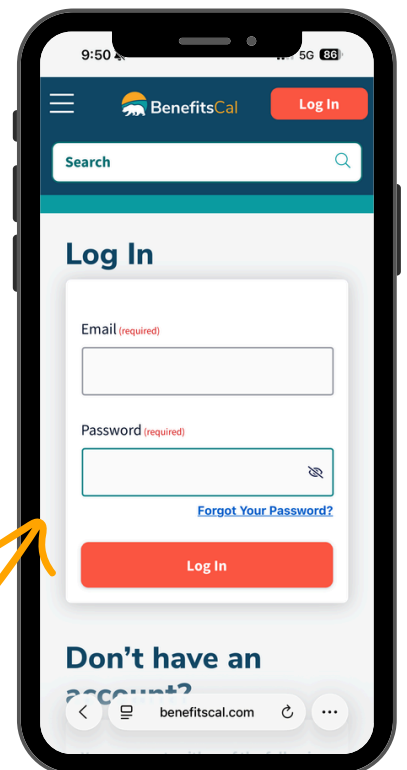 9:50
5G 86
BenefitsCal
Log In
Search
Log In
Email (required)
Password (required)
Forgot Your Password?
Log In
Don't have an
account?
benefitscal.com